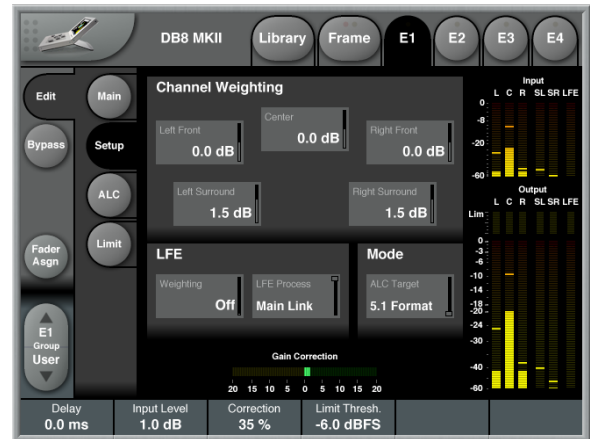 DB8 MKII
Library
Frame
E1
E2
E3
E4
Edit
Bypass
Fader
Asgn
E1
Group
User
Main
Setup
ALC
Limit
Channel Weighting
Left Front
0.0 dB
Center
0.0 dB
Right Front
0.0 dB
Left Surround
1.5 dB
Right Surround
1.5 dB
LFE
Weighting
Off
LFE Process
Main Link
Mode
ALC Target
5.1 Format
Gain Correction
20 15 10 5 0 5 10 15 20
Input
L C R SL SR LFE
0
-8
-20
-60
Output
L C R SL SR LFE
Lim
0
-3
-6
-10
-14
-18
-20
-24
-30
-40
-60
Delay
0.0 ms
Input Level
1.0 dB
Correction
35 %
Limit Thresh.
-6.0 dBFS